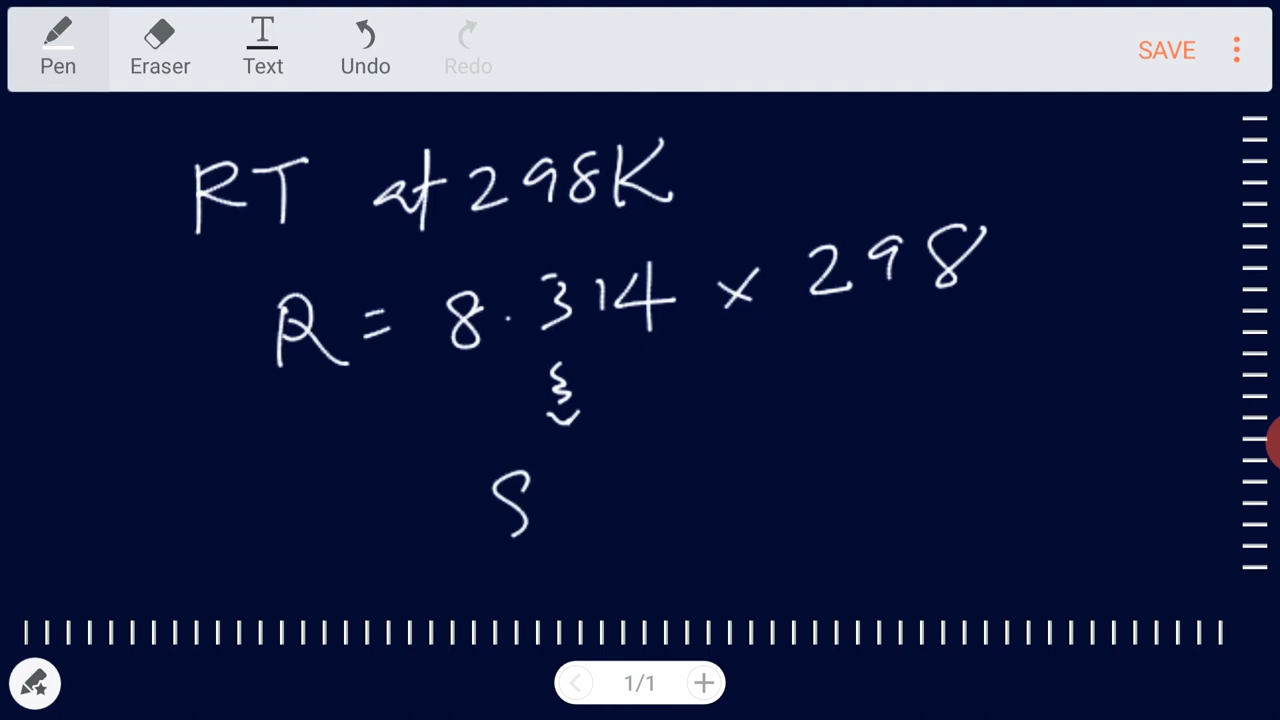 Pen Eraser Text Undo Redo SAVE
RT at 298K
R = 8.314 × 298
S
1/1